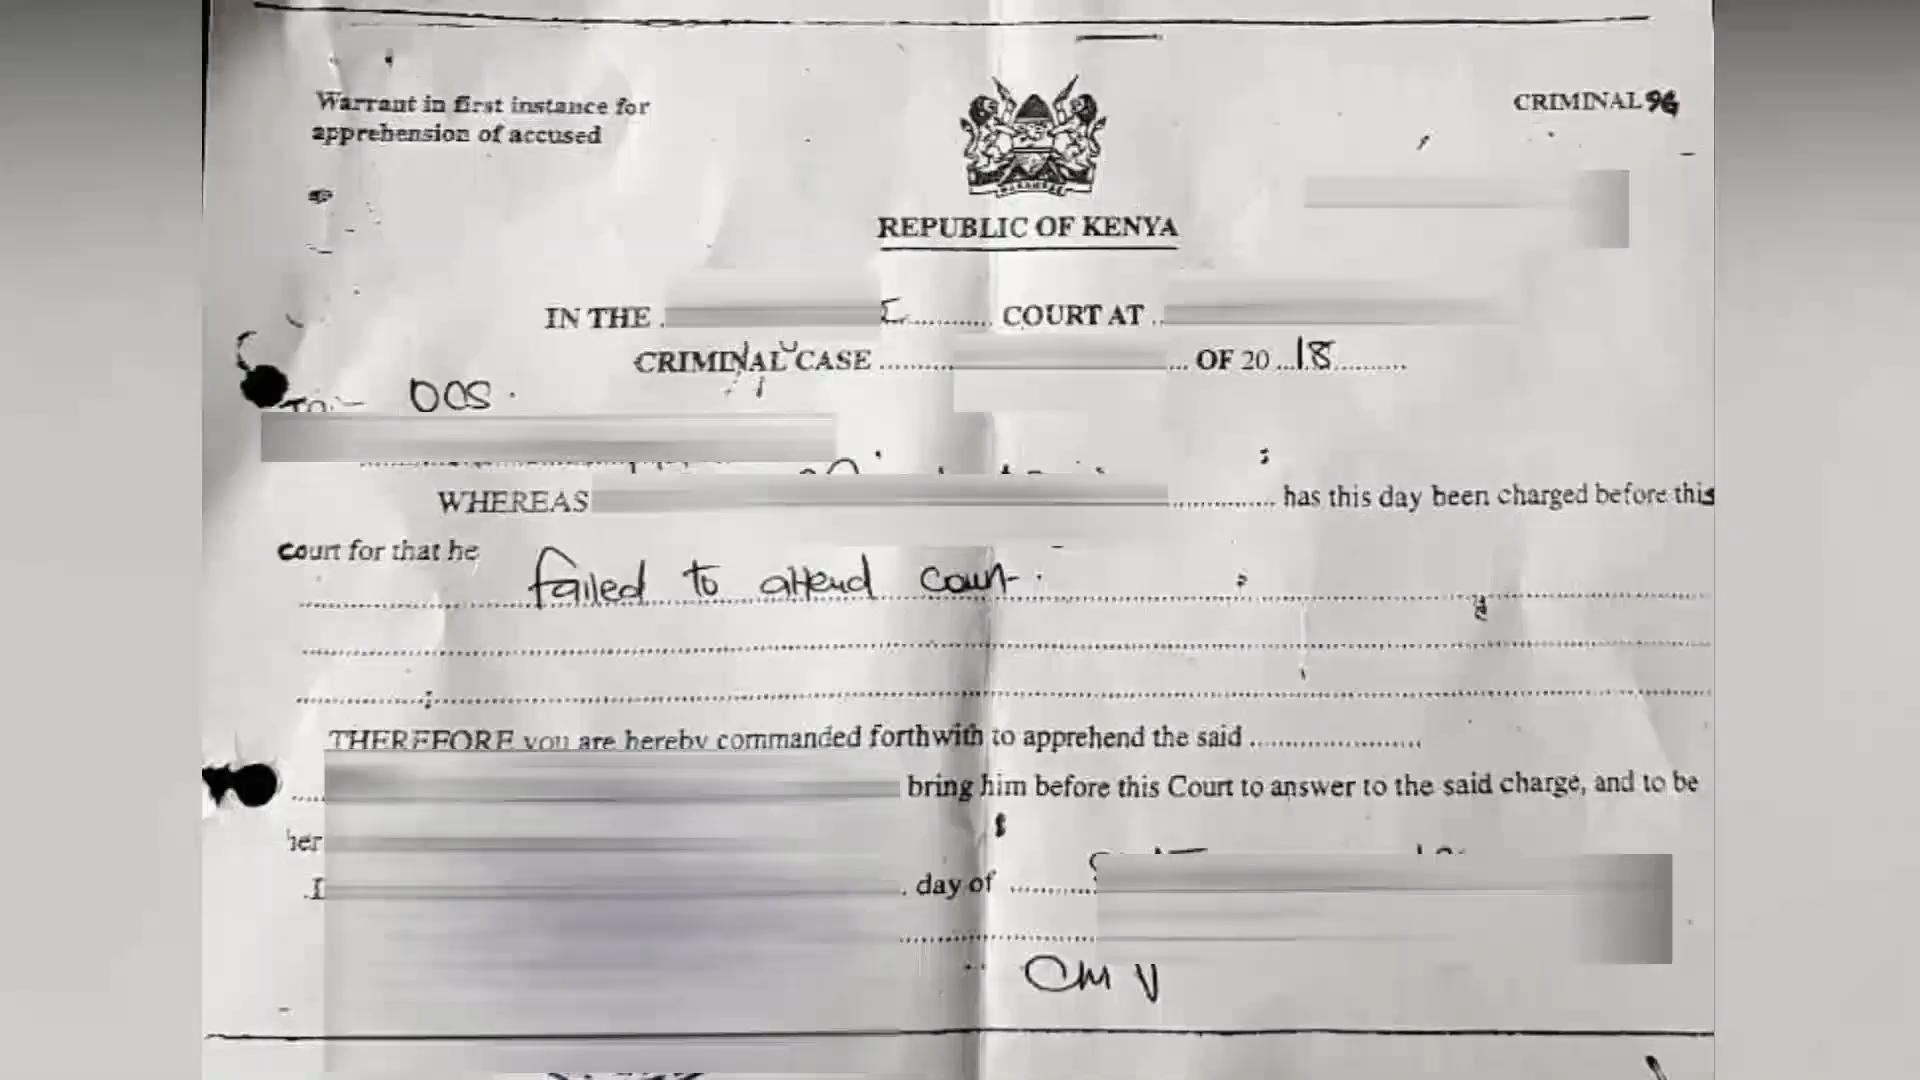 Warrant in first instance for
apprehension of accused
CRIMINAL 96
HARAMBEE
REPUBLIC OF KENYA
IN THE COURT AT
CRIMINAL CASE OF 20 18
TO:- OCS.
WHEREAS has this day been charged before this
court for that he
failed to attend court.
THEREFORE you are hereby commanded forthwith to apprehend the said
bring him before this Court to answer to the said charge, and to be
day of